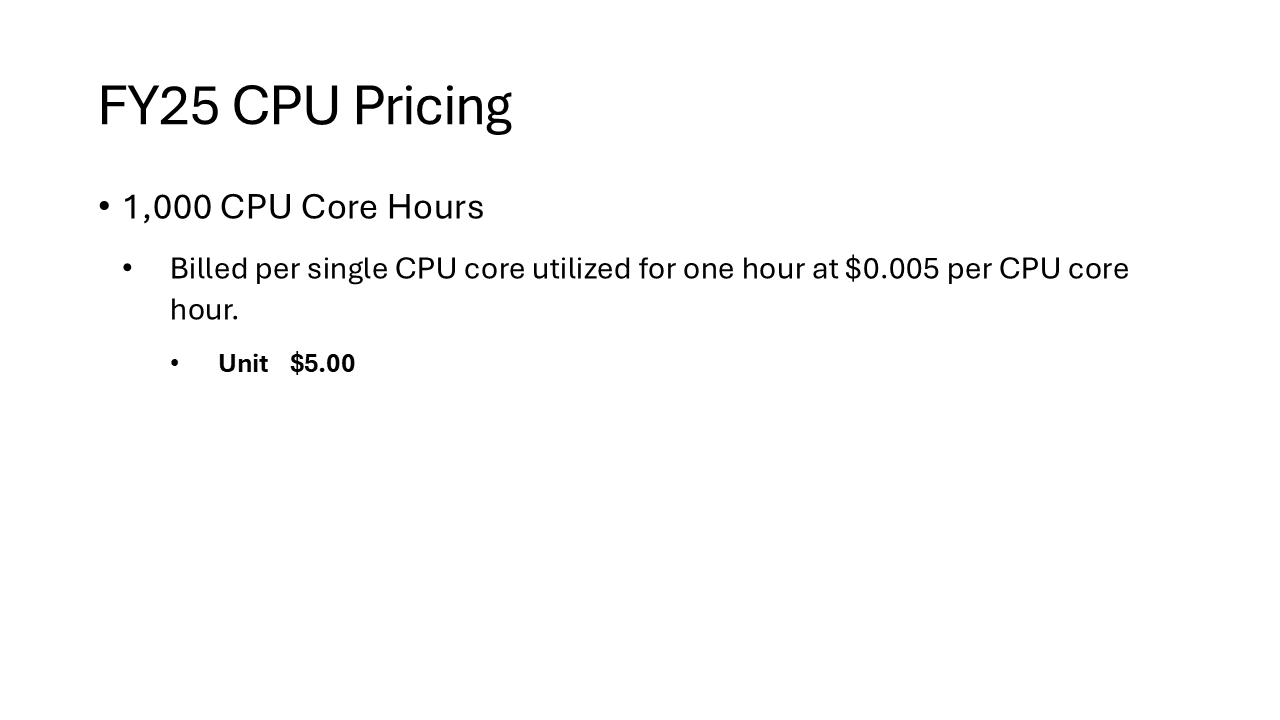 FY25 CPU Pricing
• 1,000 CPU Core Hours
• Billed per single CPU core utilized for one hour at $0.005 per CPU core
hour.
• Unit $5.00